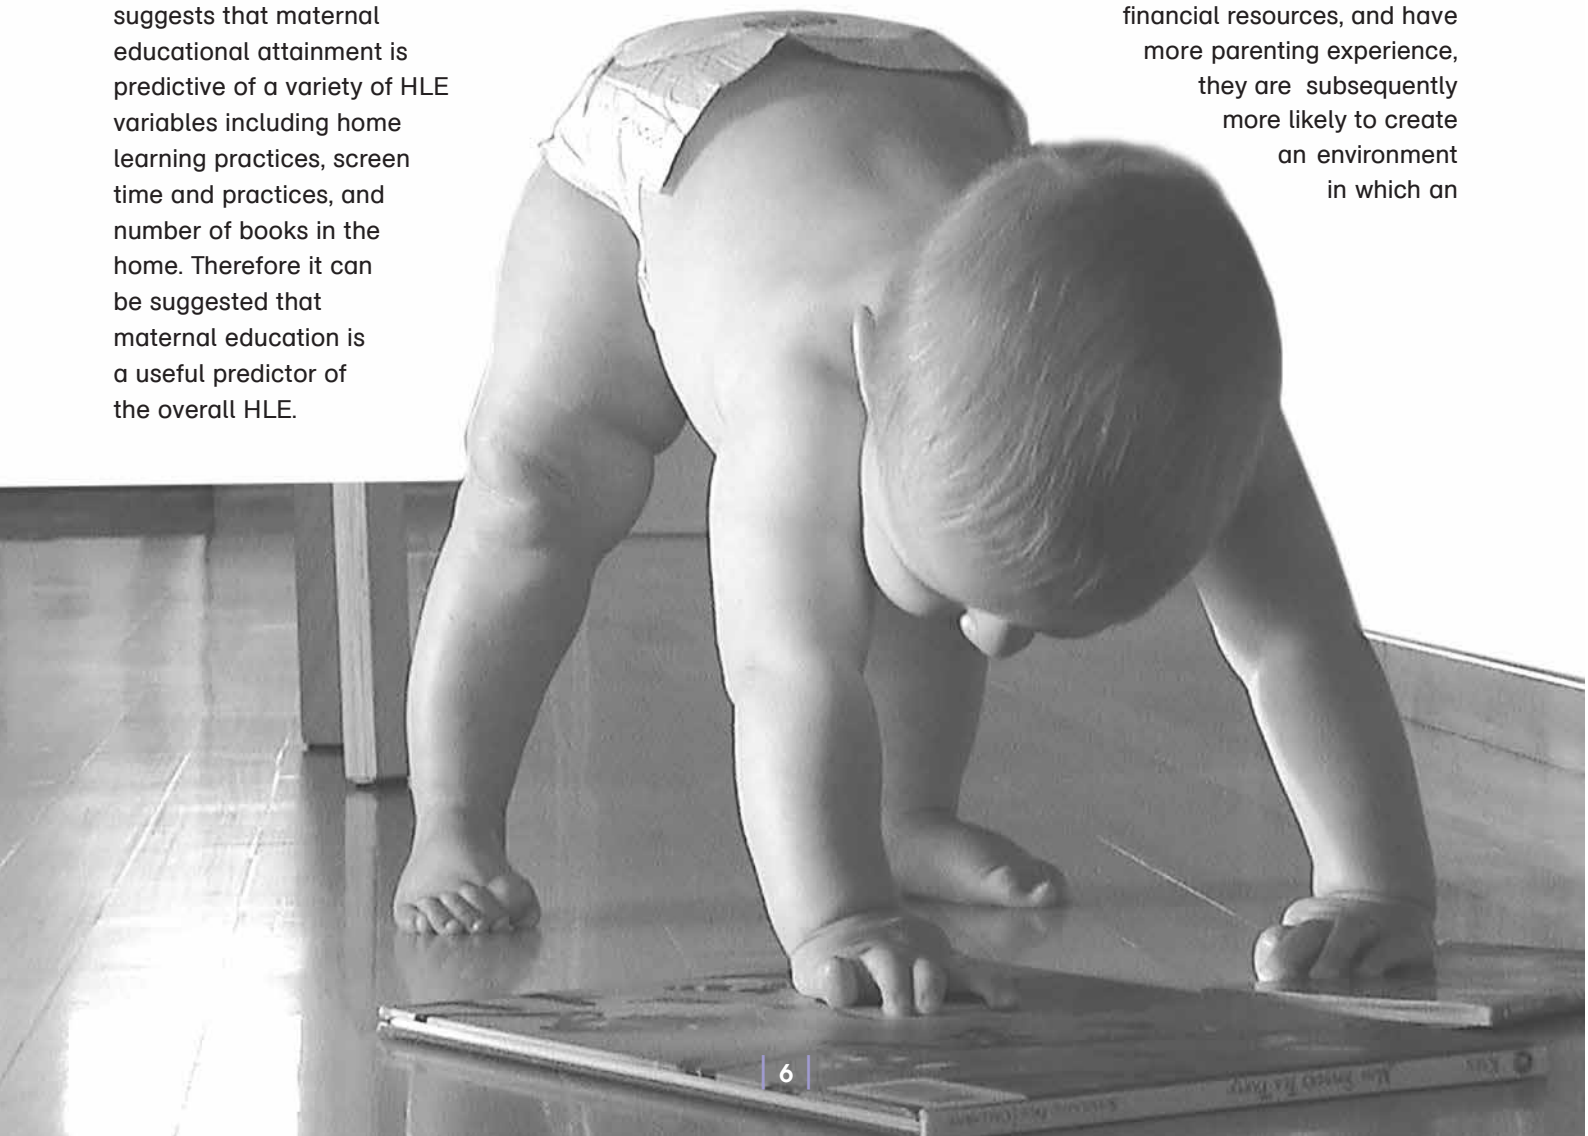 suggests that maternal
educational attainment is
predictive of a variety of HLE
variables including home
learning practices, screen
time and practices, and
number of books in the
home. Therefore it can
be suggested that
maternal education is
a useful predictor of
the overall HLE.
financial resources, and have
more parenting experience,
they are subsequently
more likely to create
an environment
in which an
6